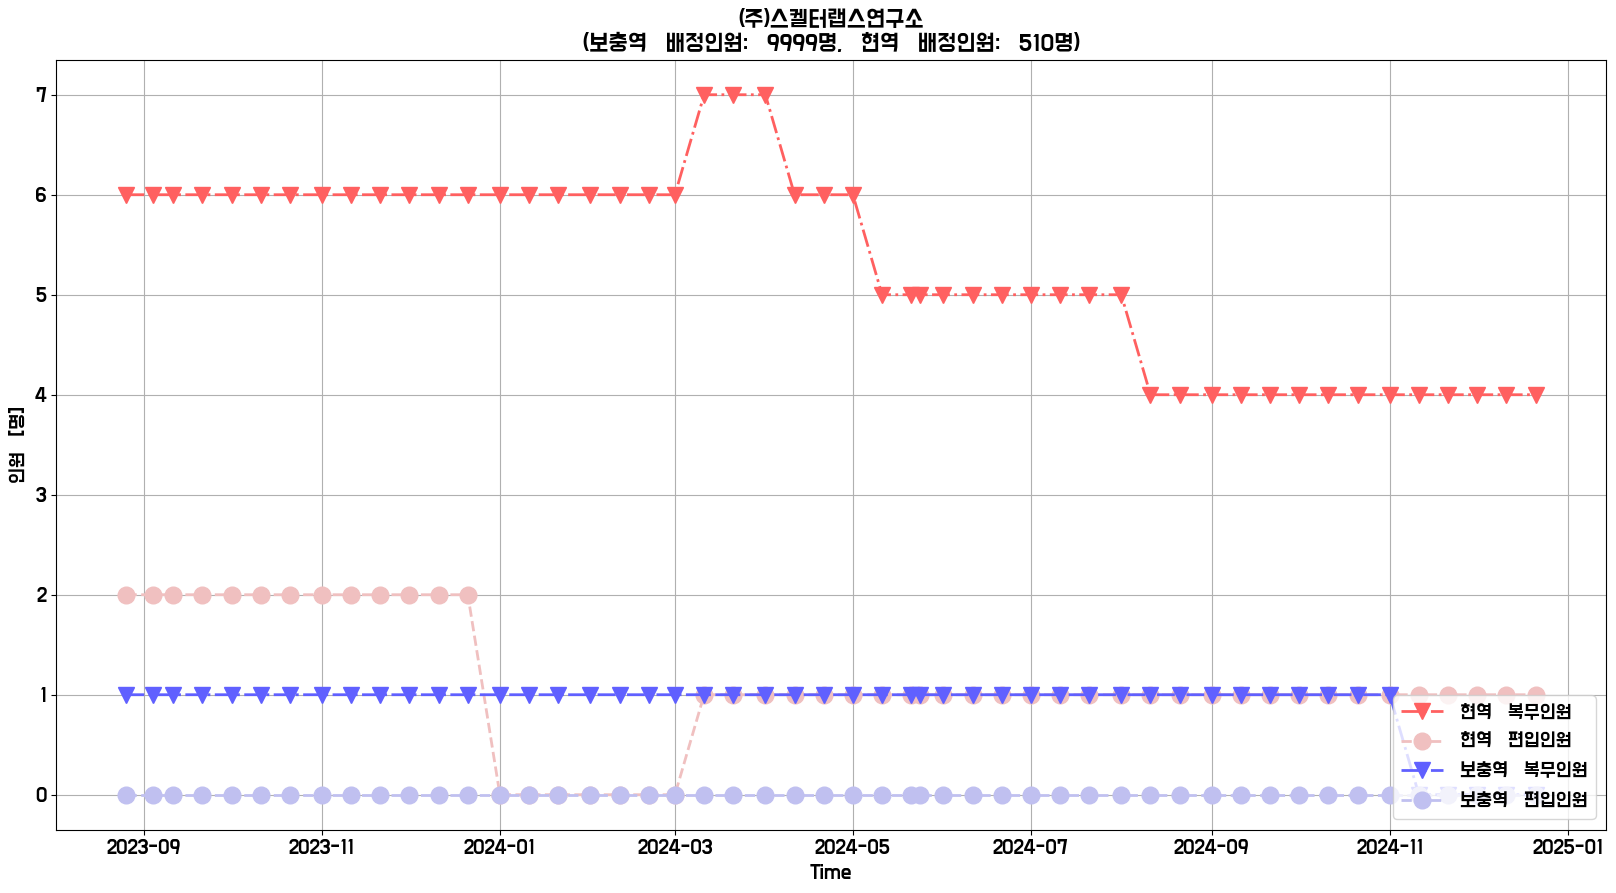 (주)스켈터랩스연구소
(보충역 배정인원: 9999명, 현역 배정인원: 510명)
7
6
5
4
3
2
1
0
인원 [명]
현역 복무인원
현역 편입인원
보충역 복무인원
보충역 편입인원
2023-09
2023-11
2024-01
2024-03
2024-05
2024-07
2024-09
2024-11
2025-01
Time